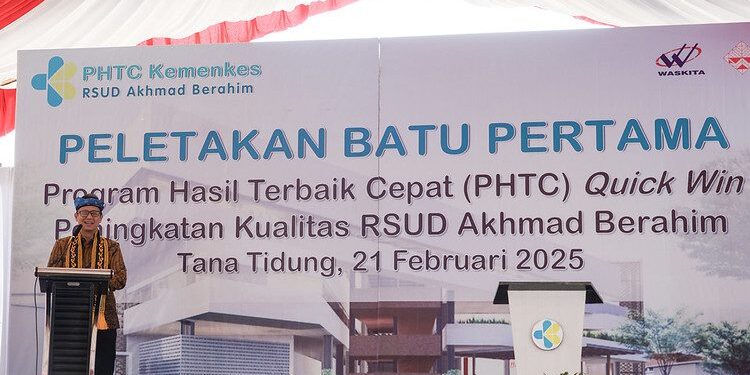 PHTC Kemenkes
RSUD Akhmad Berahim
WASKITA
PELETAKAN BATU PERTAMA
Program Hasil Terbaik Cepat (PHTC) Quick Win
Peningkatan Kualitas RSUD Akhmad Berahim
Tana Tidung, 21 Februari 2025